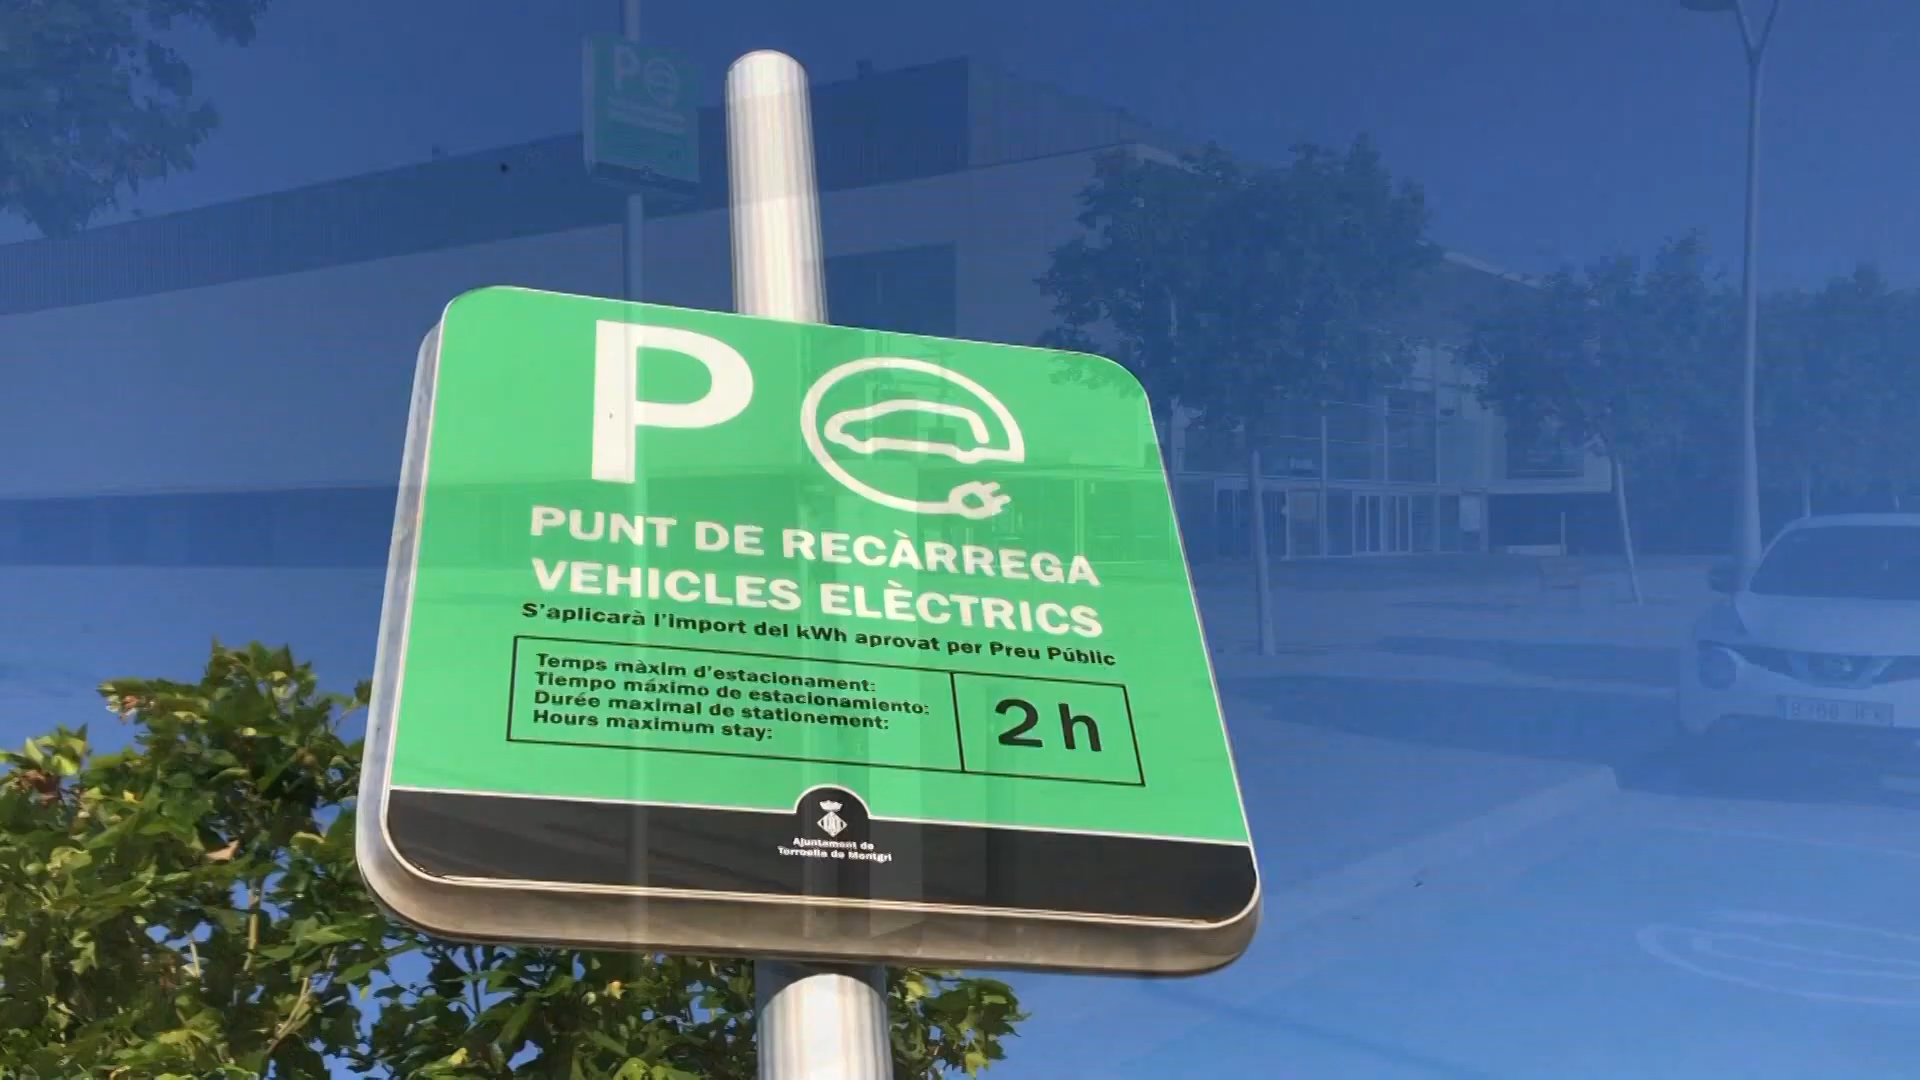 P
PUNT DE RECÀRREGA
VEHICLES ELÈCTRICS
S'aplicarà l'import del kWh aprovat per Preu Públic
Temps màxim d'estacionament:
Tiempo máximo de estacionamiento:
Durée maximal de stationement:
Hours maximum stay:
2 h
Ajuntament de
Torroella de Montgrí
P